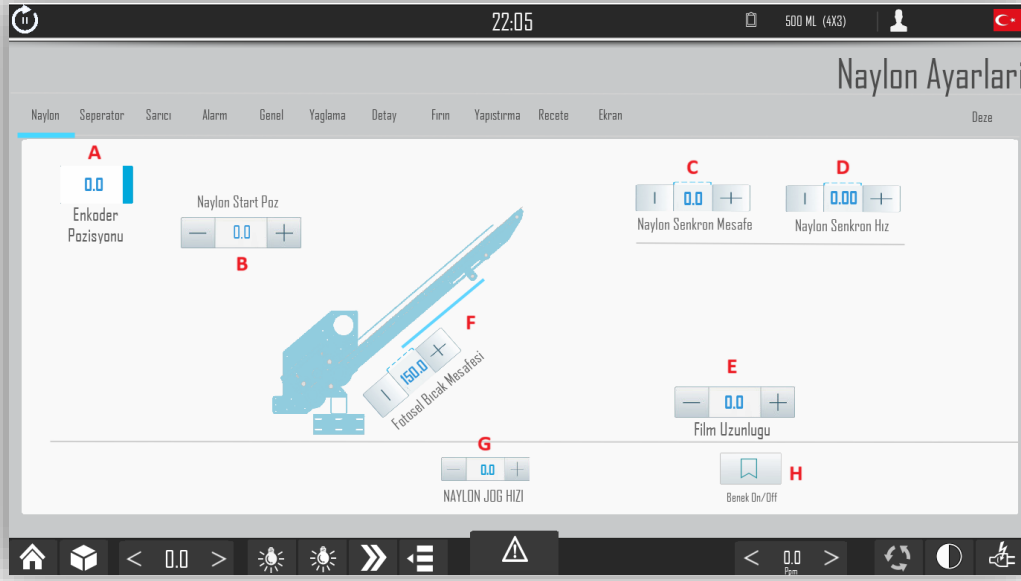 22:05
500 ML (4X3)
Naylon Ayarlari
Naylon Seperator Sarıcı Alarm Genel Yaglama Detay Fırın Yapıstırma Recete Ekran Deze
A
0.0
Enkoder
Pozisyonu
Naylon Start Poz
— 0.0 +
B
C
0.0 +
Naylon Senkron Mesafe
D
0.00 +
Naylon Senkron Hız
F
150.0 +
Fotosel Bıcak Mesafesi
E
— 0.0 +
Film Uzunlugu
G
— 0.0 +
NAYLON JOG HIZI
H
Benek On/Off
< 0.0 >
< 0.0 >
Ppm